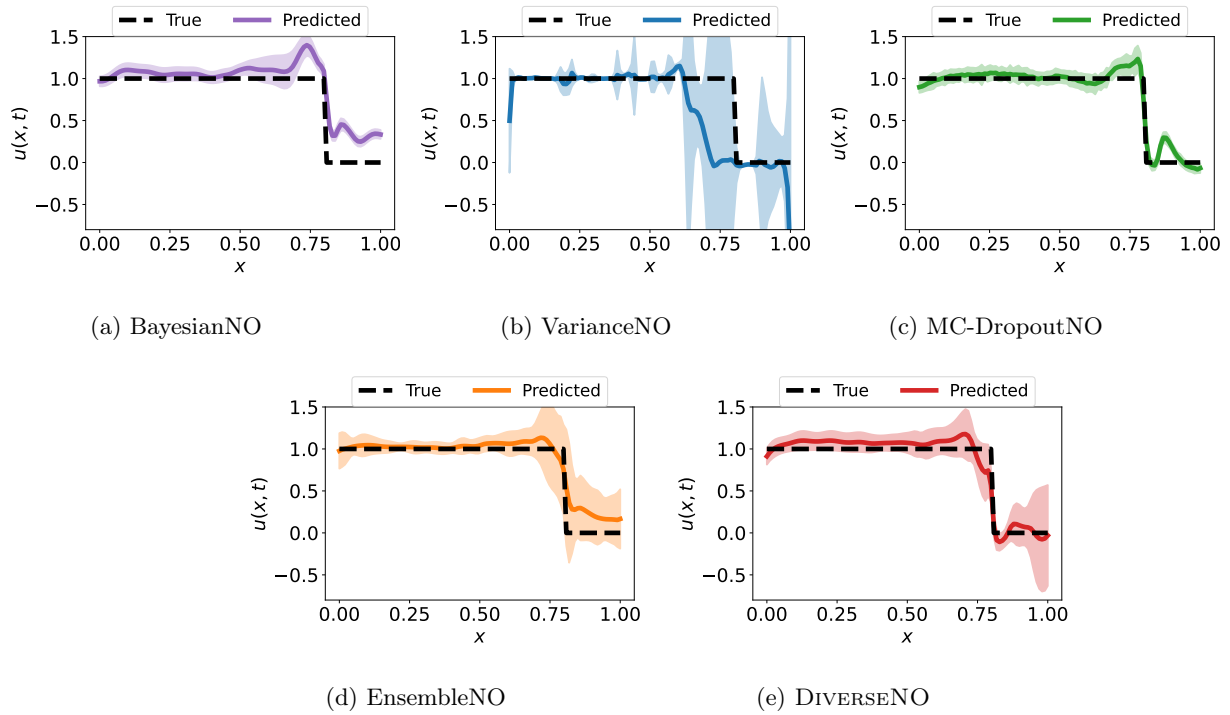 True Predicted
1.5
1.0
0.5
0.0
−0.5
u(x, t)
0.00 0.25 0.50 0.75 1.00
x
(a) BayesianNO
True Predicted
1.5
1.0
0.5
0.0
−0.5
u(x, t)
0.00 0.25 0.50 0.75 1.00
x
(b) VarianceNO
True Predicted
1.5
1.0
0.5
0.0
−0.5
u(x, t)
0.00 0.25 0.50 0.75 1.00
x
(c) MC-DropoutNO
True Predicted
1.5
1.0
0.5
0.0
−0.5
u(x, t)
0.00 0.25 0.50 0.75 1.00
x
(d) EnsembleNO
True Predicted
1.5
1.0
0.5
0.0
−0.5
u(x, t)
0.00 0.25 0.50 0.75 1.00
x
(e) DIVERSENO